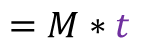 = M * t